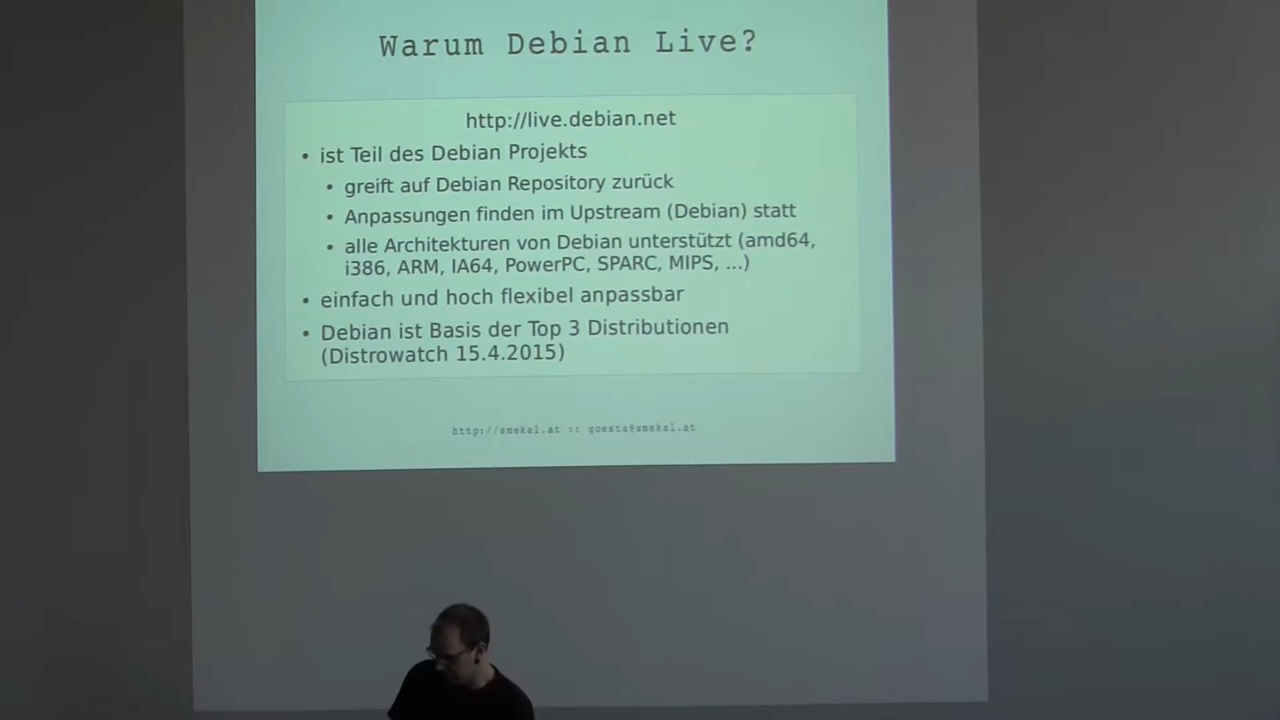 Warum Debian Live?
http://live.debian.net
• ist Teil des Debian Projekts
• greift auf Debian Repository zurück
• Anpassungen finden im Upstream (Debian) statt
• alle Architekturen von Debian unterstützt (amd64,
i386, ARM, IA64, PowerPC, SPARC, MIPS, ...)
• einfach und hoch flexibel anpassbar
• Debian ist Basis der Top 3 Distributionen
(Distrowatch 15.4.2015)
http://smekal.at :: goesta@smekal.at